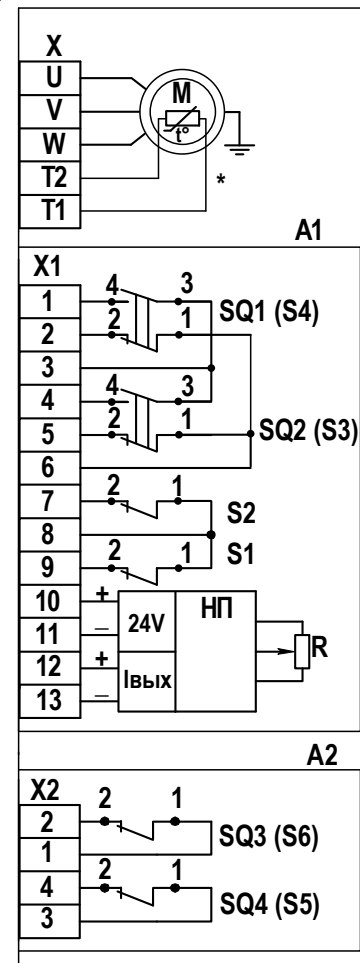 X
U
V
W
T2
T1
M
t°
*
A1
X1
1 4 3
SQ1 (S4)
2 2 1
3
4 4 3
5 2 1
SQ2 (S3)
6
7 2 1
S2
8
S1
9 2 1
10 +
11 −
24V
НП
R
12 +
13 −
Iвых
A2
X2
2 2 1
1
SQ3 (S6)
4 2 1
3
SQ4 (S5)